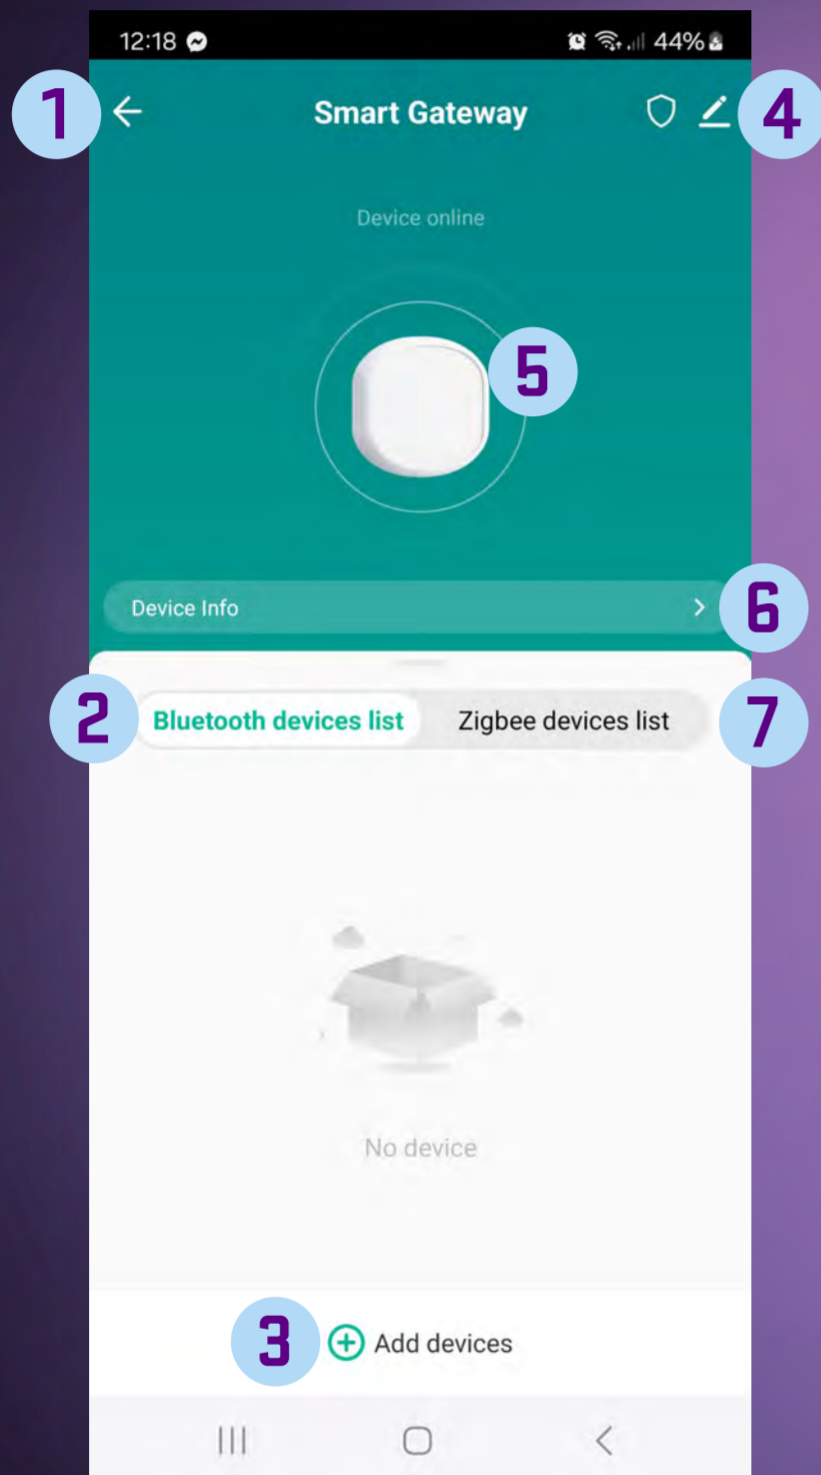 12:18 44%
1 Smart Gateway 4
Device online
5
Device Info 6
2 Bluetooth devices list Zigbee devices list 7
No device
3 Add devices